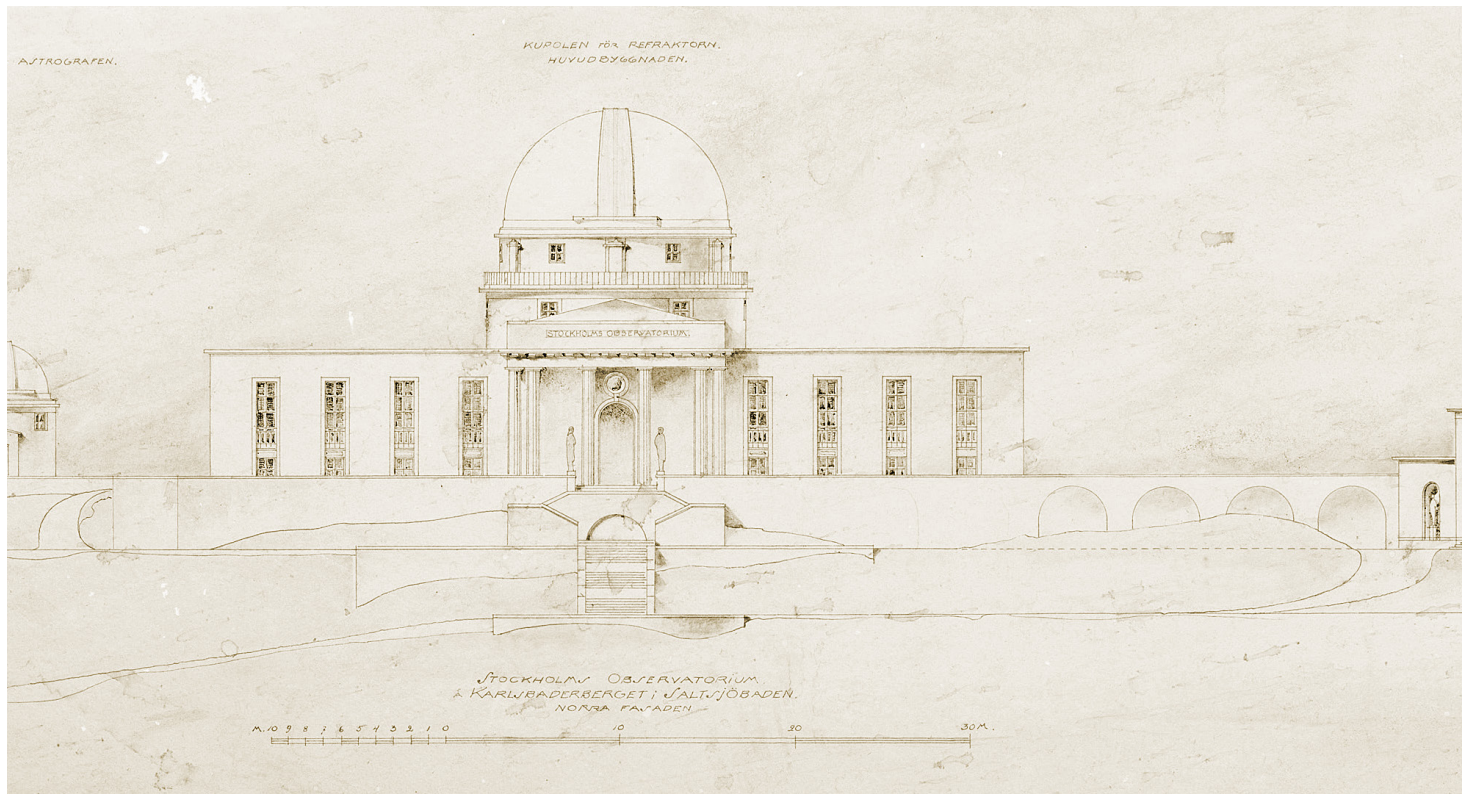 ASTROGRAFEN.
KUPOLEN FÖR REFRAKTORN.
HUVUDBYGGNADEN.
STOCKHOLMS OBSERVATORIUM.
STOCKHOLMS OBSERVATORIUM
Å KARLSBADERBERGET i SALTSJÖBADEN.
NORRA FASADEN
M. 10 9 8 7 6 5 4 3 2 1 0 10 20 30 M.